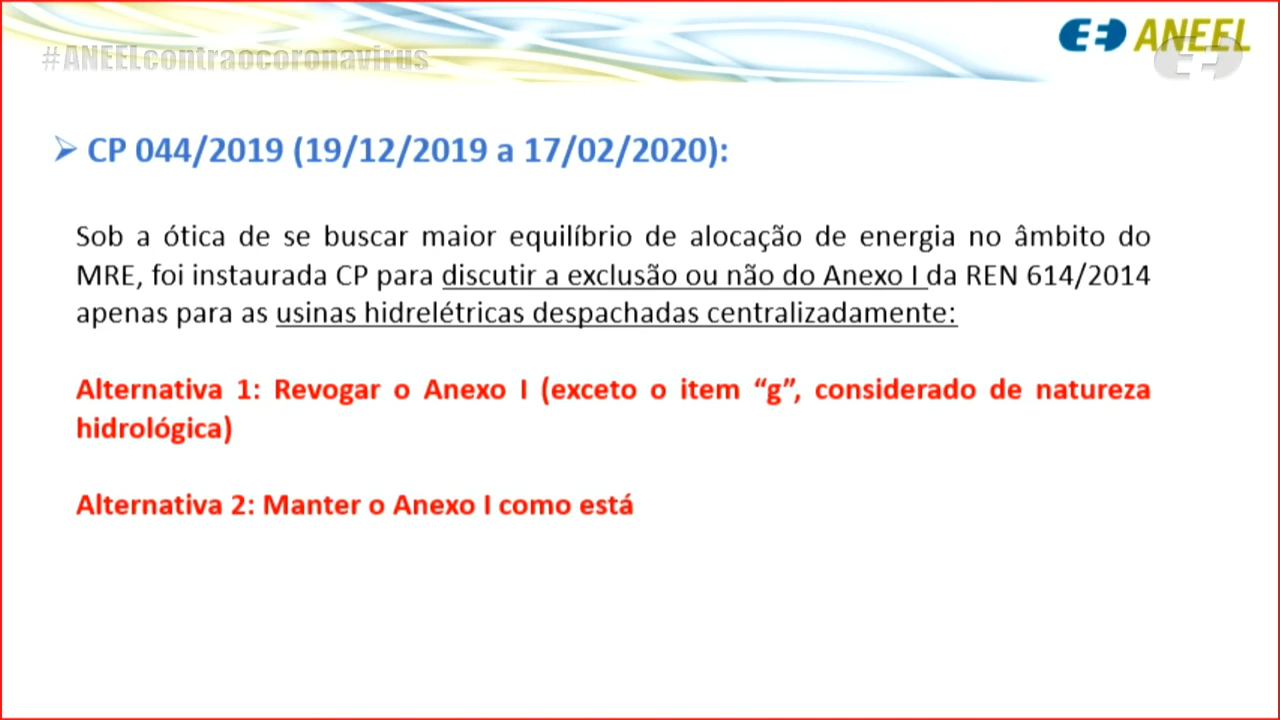 #ANEELcontraocoronavirus
ANEEL
CP 044/2019 (19/12/2019 a 17/02/2020):
Sob a ótica de se buscar maior equilíbrio de alocação de energia no âmbito do
MRE, foi instaurada CP para discutir a exclusão ou não do Anexo I da REN 614/2014
apenas para as usinas hidrelétricas despachadas centralizadamente:
Alternativa 1: Revogar o Anexo I (exceto o item “g”, considerado de natureza
hidrológica)
Alternativa 2: Manter o Anexo I como está